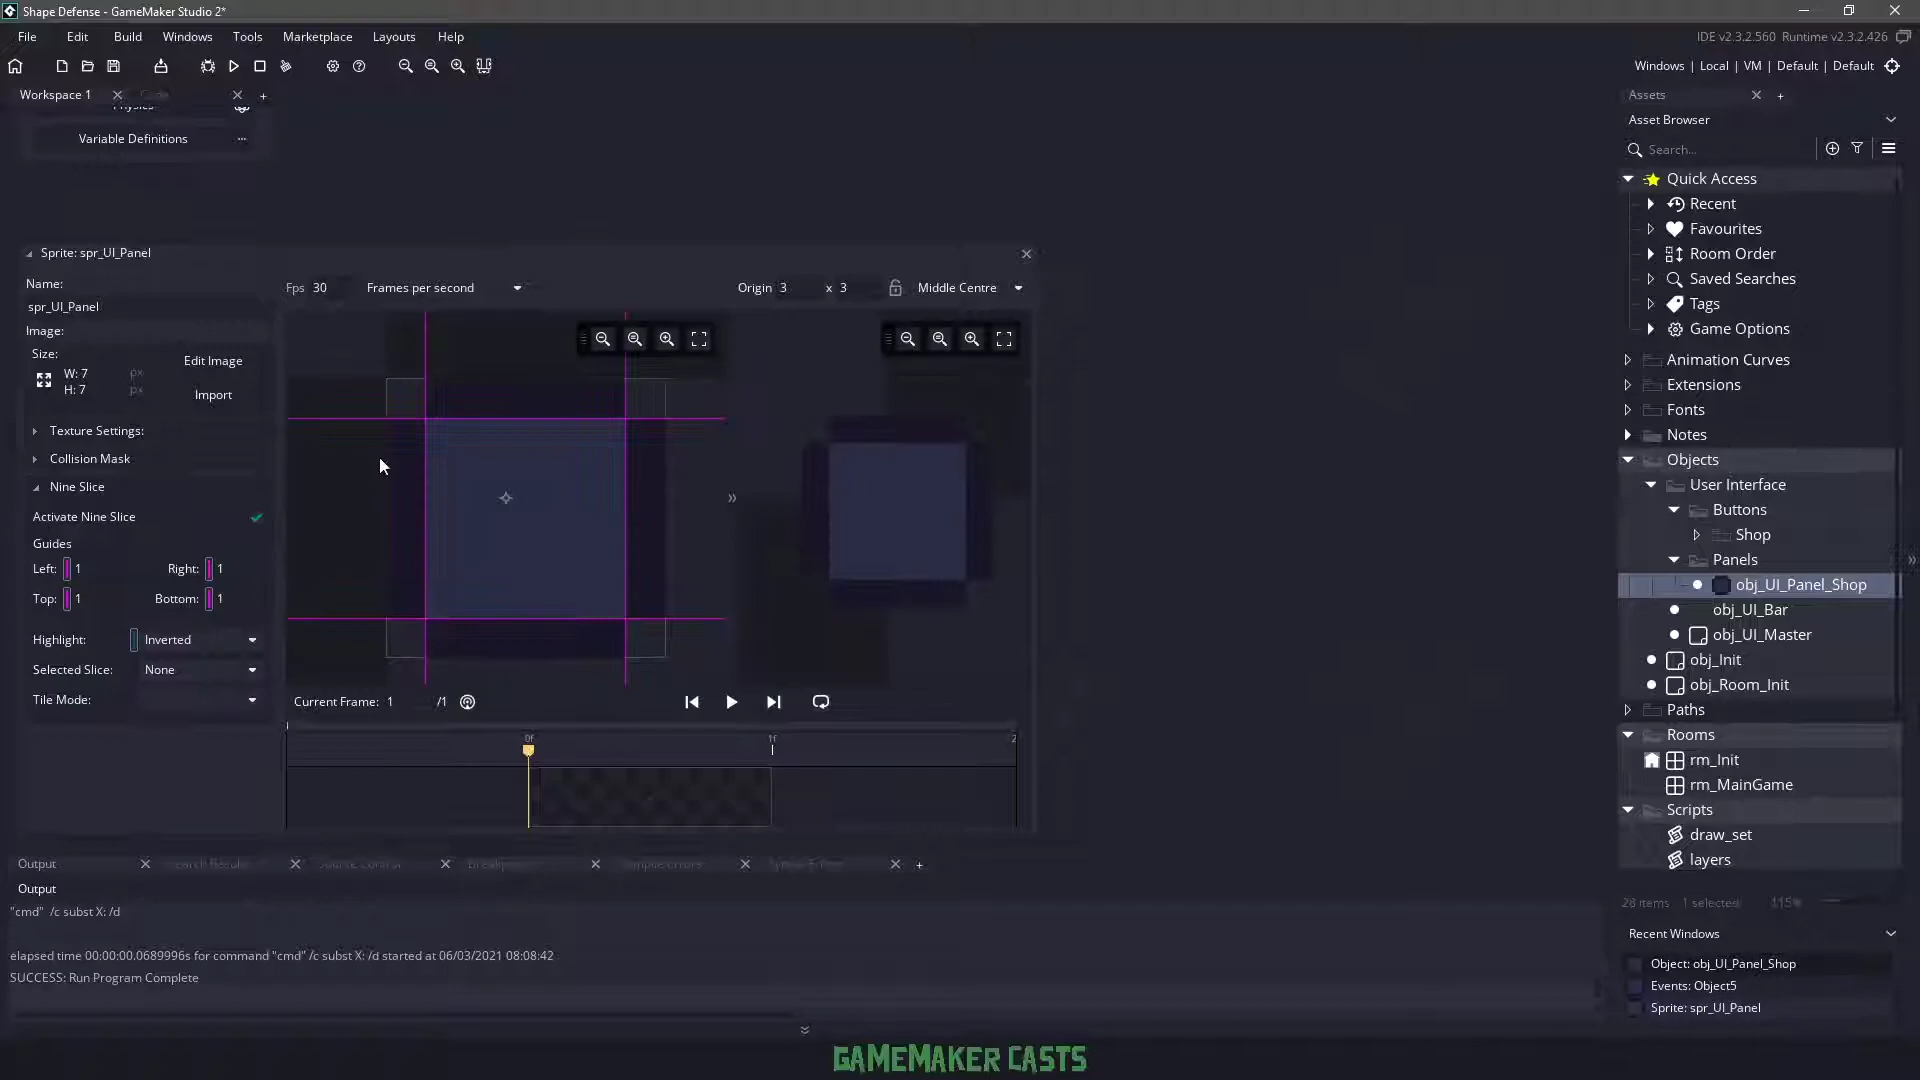 Shape Defense - GameMaker Studio 2*
File Edit Build Windows Tools Marketplace Layouts Help
IDE v2.3.2.560 Runtime v2.3.2.426
Windows | Local | VM | Default | Default
Workspace 1
Physics
Variable Definitions ...
Sprite: spr_UI_Panel
Name:
spr_UI_Panel
Image:
Size:
W: 7 px
H: 7 px
Edit Image
Import
Texture Settings:
Collision Mask
Nine Slice
Activate Nine Slice
Guides
Left: 1 Right: 1
Top: 1 Bottom: 1
Highlight: Inverted
Selected Slice: None
Tile Mode:
Fps 30 Frames per second
Origin 3 x 3 Middle Centre
Current Frame: 1 /1
0f 1f 2
Output
Output
"cmd" /c subst X: /d
elapsed time 00:00:00.0689996s for command "cmd" /c subst X: /d started at 06/03/2021 08:08:42
SUCCESS: Run Program Complete
Assets
Asset Browser
Search...
Quick Access
Recent
Favourites
Room Order
Saved Searches
Tags
Game Options
Animation Curves
Extensions
Fonts
Notes
Objects
User Interface
Buttons
Shop
Panels
obj_UI_Panel_Shop
obj_UI_Bar
obj_UI_Master
obj_Init
obj_Room_Init
Paths
Rooms
rm_Init
rm_MainGame
Scripts
draw_set
layers
28 items 1 selected 115%
Recent Windows
Object: obj_UI_Panel_Shop
Events: Object5
Sprite: spr_UI_Panel
GAMEMAKER CASTS